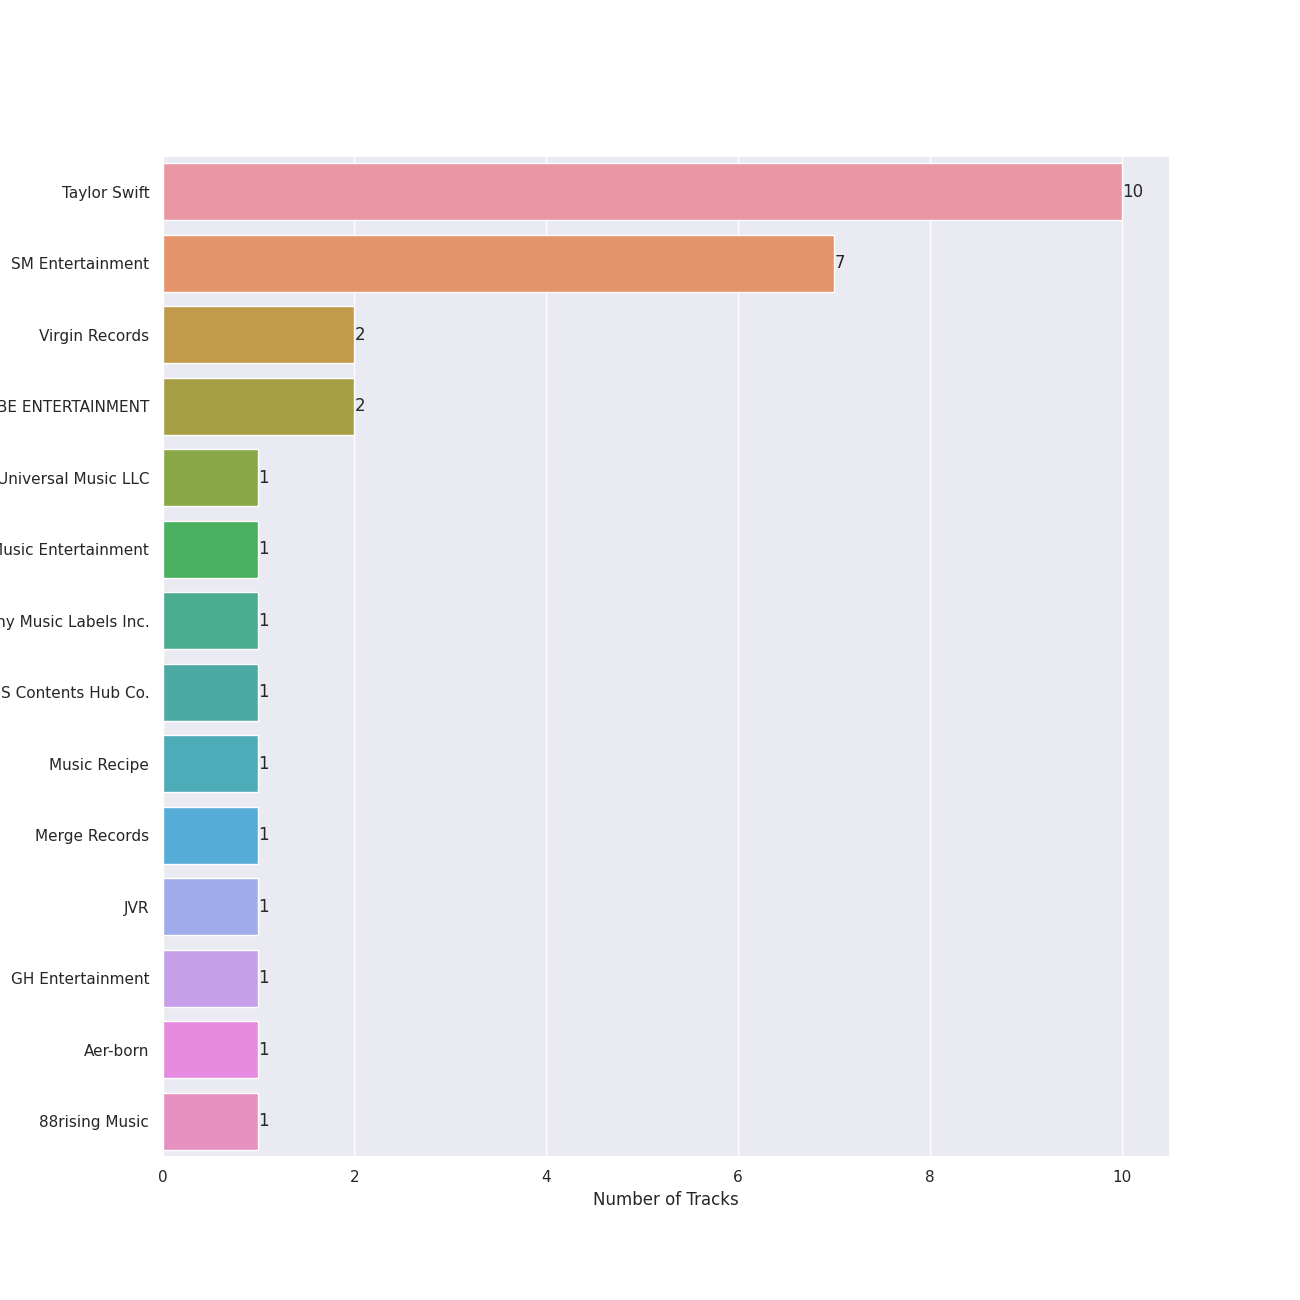 Taylor Swift 10
SM Entertainment 7
Virgin Records 2
BE ENTERTAINMENT 2
Universal Music LLC 1
Music Entertainment 1
ny Music Labels Inc. 1
S Contents Hub Co. 1
Music Recipe 1
Merge Records 1
JVR 1
GH Entertainment 1
Aer-born 1
88rising Music 1
0 2 4 6 8 10
Number of Tracks